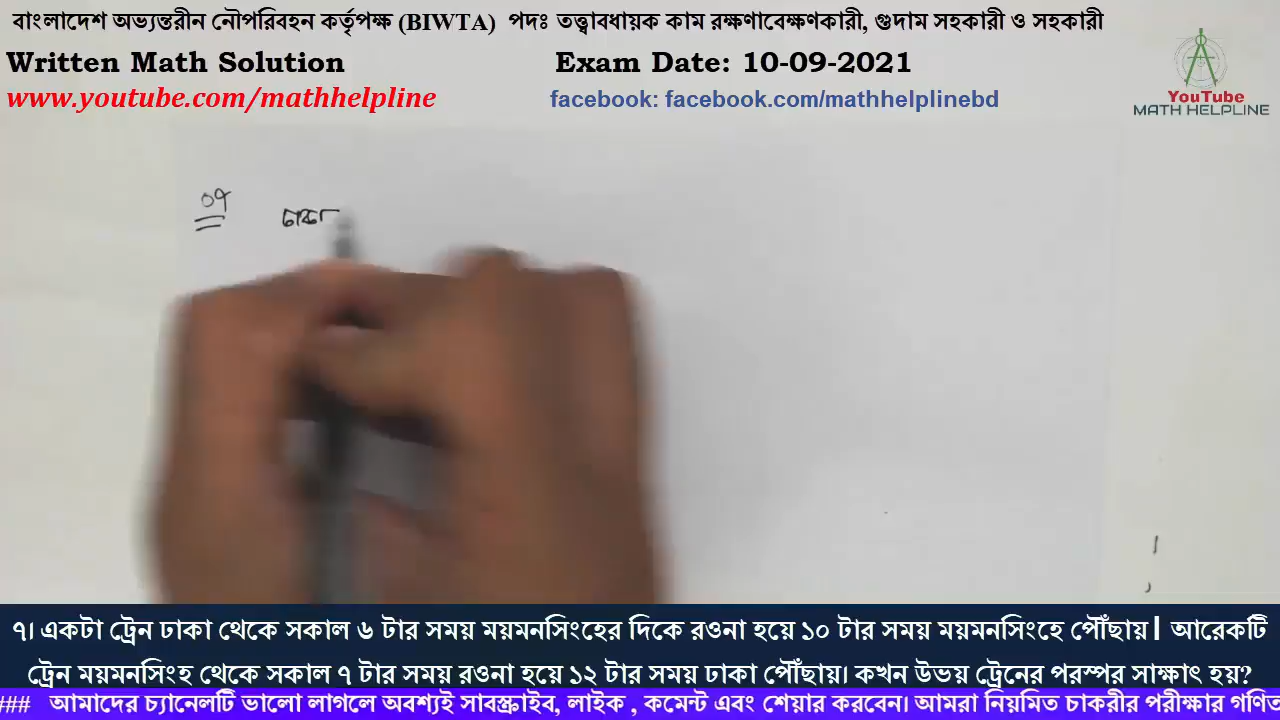 বাংলাদেশ অভ্যন্তরীন নৌপরিবহন কর্তৃপক্ষ (BIWTA) পদঃ তত্ত্বাবধায়ক কাম রক্ষণাবেক্ষণকারী, গুদাম সহকারী ও সহকারী
Written Math Solution Exam Date: 10-09-2021
www.youtube.com/mathhelpline facebook: facebook.com/mathhelplinebd
YouTube
MATH HELPLINE
০৭ ঢাকা
৭। একটা ট্রেন ঢাকা থেকে সকাল ৬ টার সময় ময়মনসিংহের দিকে রওনা হয়ে ১০ টার সময় ময়মনসিংহে পৌঁছায়। আরেকটি
ট্রেন ময়মনসিংহ থেকে সকাল ৭ টার সময় রওনা হয়ে ১২ টার সময় ঢাকা পৌঁছায়। কখন উভয় ট্রেনের পরস্পর সাক্ষাৎ হয়?
### আমাদের চ্যানেলটি ভালো লাগলে অবশ্যই সাবস্ক্রাইব, লাইক , কমেন্ট এবং শেয়ার করবেন। আমরা নিয়মিত চাকরীর পরীক্ষার গণিত